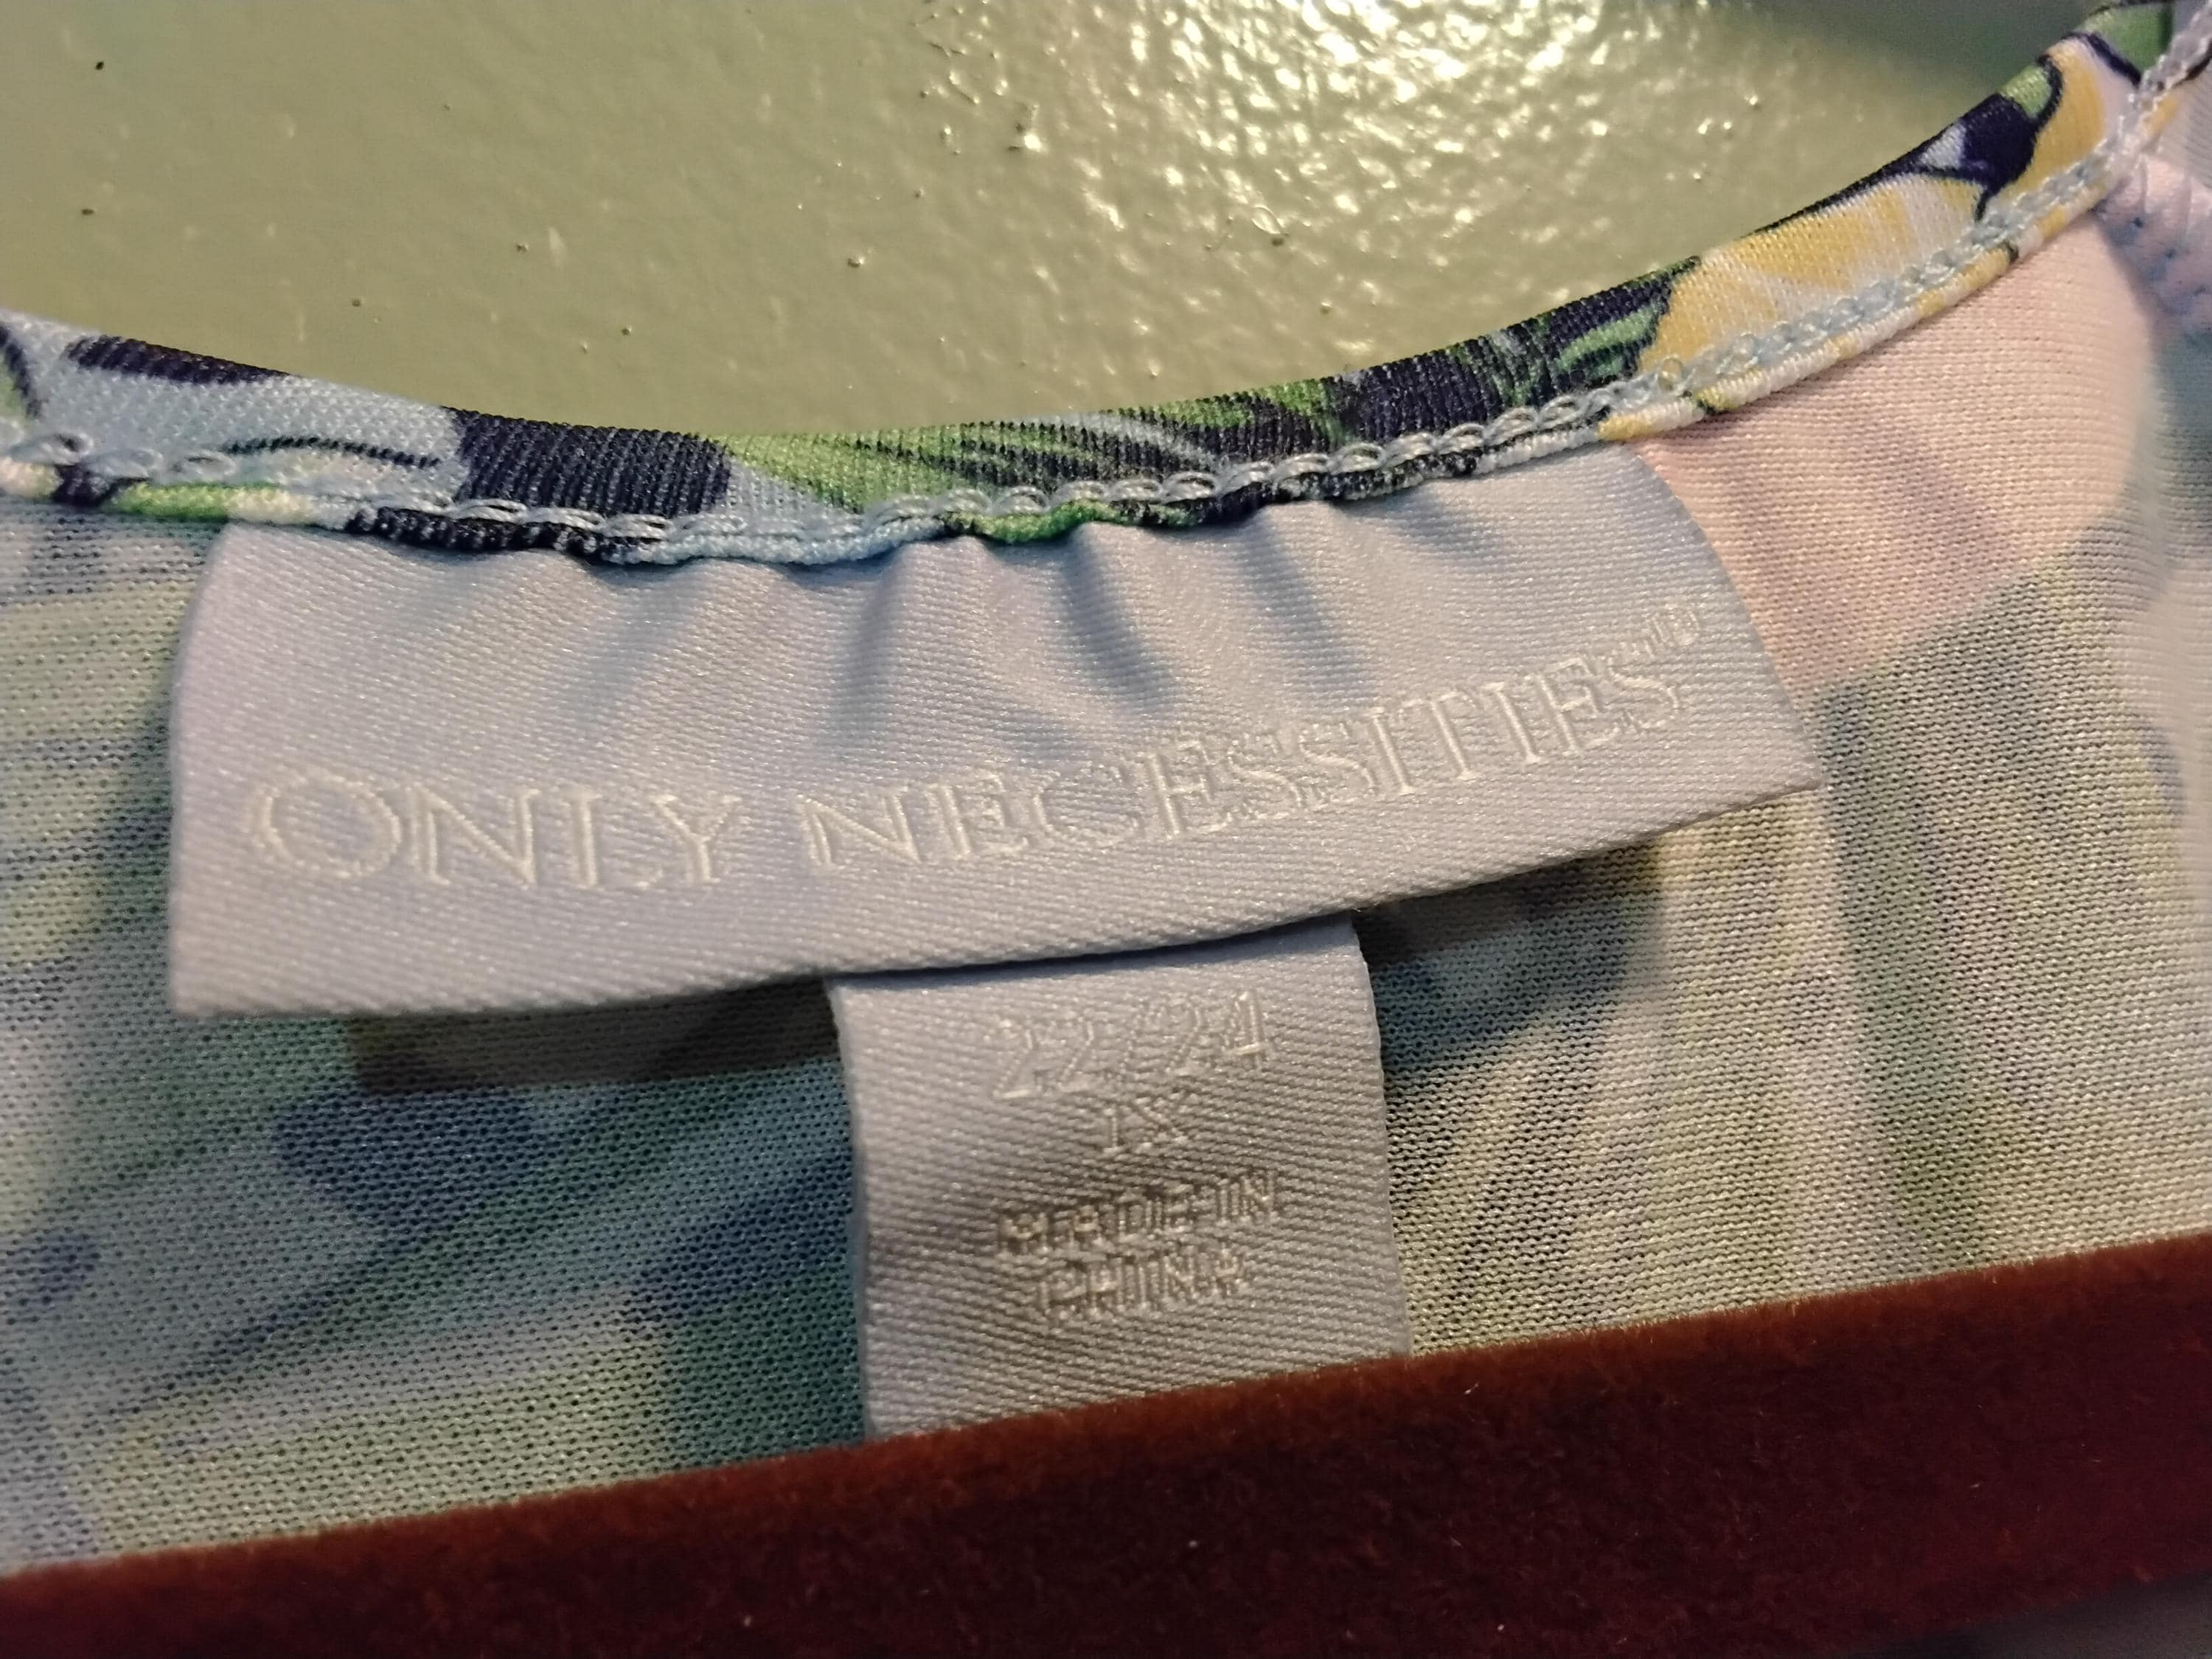 ONLY NECESSITIES®
22/24
1X
MADE IN
CHINA